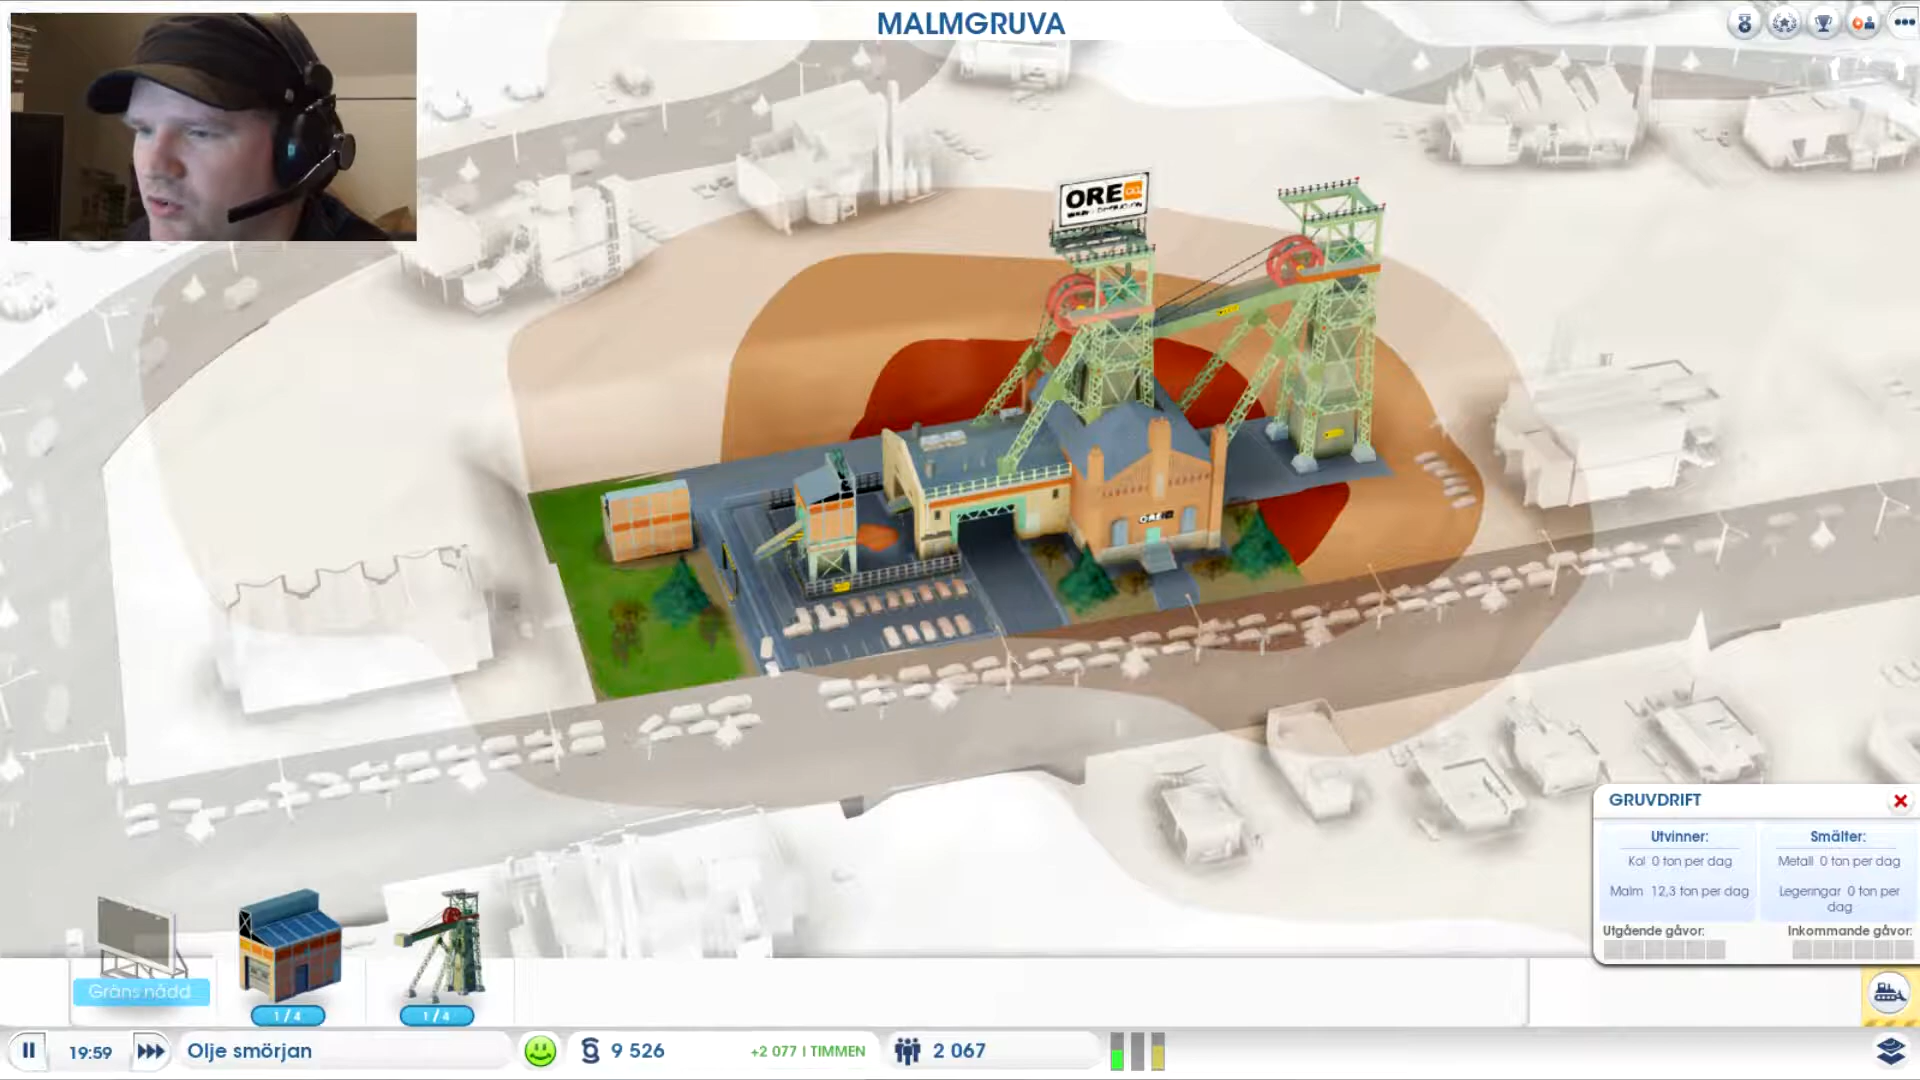 MALMGRUVA
ORE
ORE
GRUVDRIFT
Utvinner:
Kol 0 ton per dag
Malm 12,3 ton per dag
Smälter:
Metall 0 ton per dag
Legeringar 0 ton per
dag
Utgående gåvor:
Inkommande gåvor:
Gräns nådd
1/4
1/4
19:59
Olje smörjan
9 526
+2 077 I TIMMEN
2 067